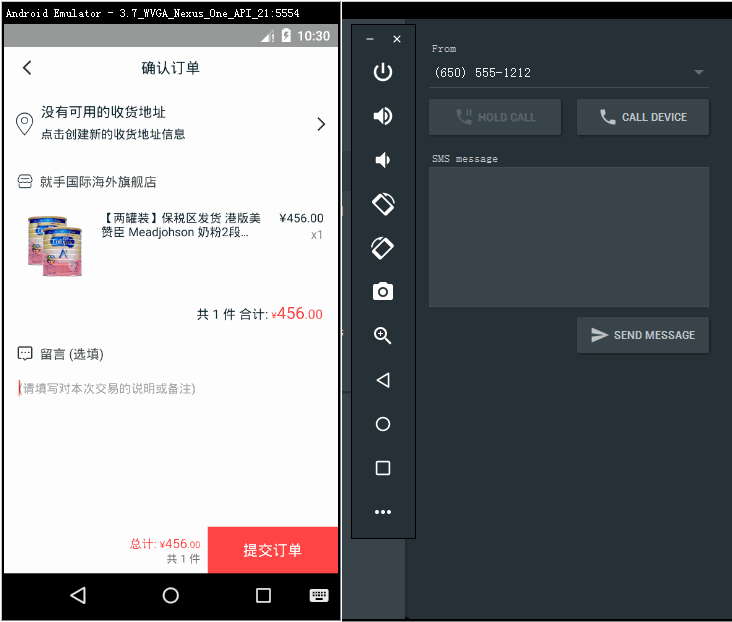 Android Emulator - 3.7_WVGA_Nexus_One_API_21:5554
10:30
确认订单
没有可用的收货地址
点击创建新的收货地址信息
就手国际海外旗舰店
【两罐装】保税区发货 港版美
赞臣 Meadjohson 奶粉2段…
¥456.00
x1
共 1 件 合计: ¥456.00
留言 (选填)
(请填写对本次交易的说明或备注)
总计: ¥456.00
共 1 件
提交订单
From
(650) 555-1212
HOLD CALL
CALL DEVICE
SMS message
SEND MESSAGE